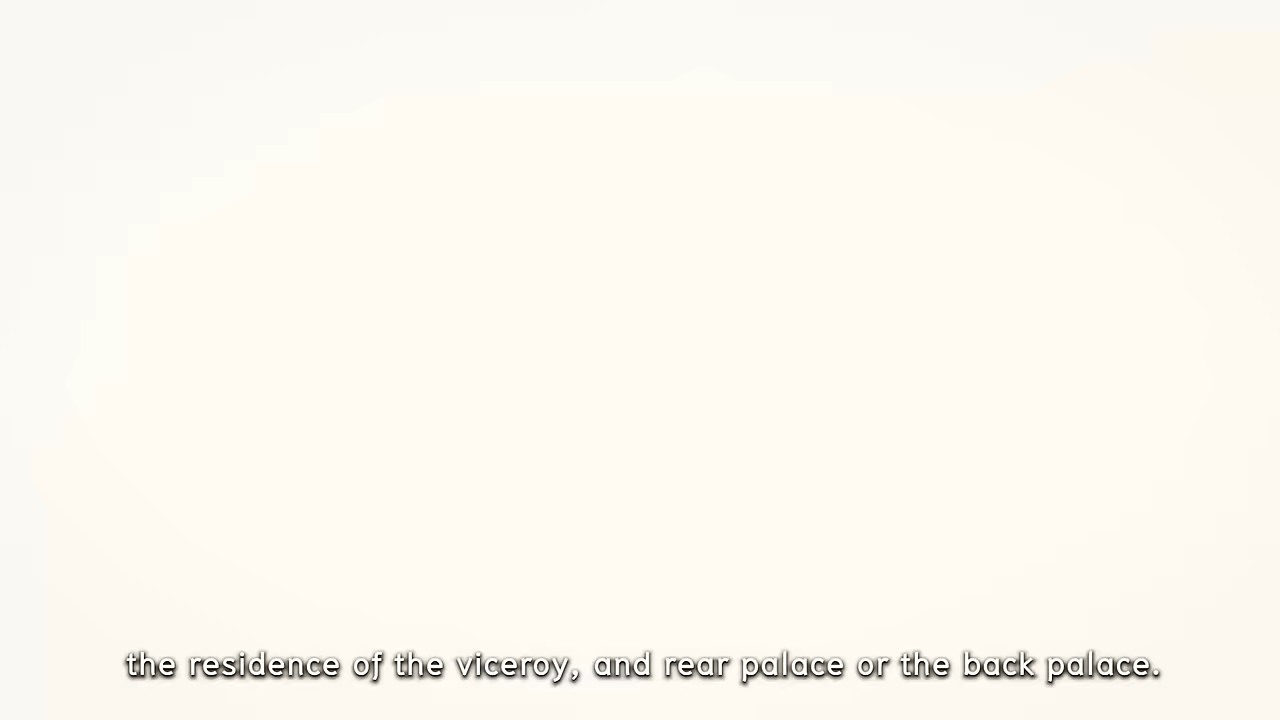 the residence of the viceroy, and rear palace or the back palace.